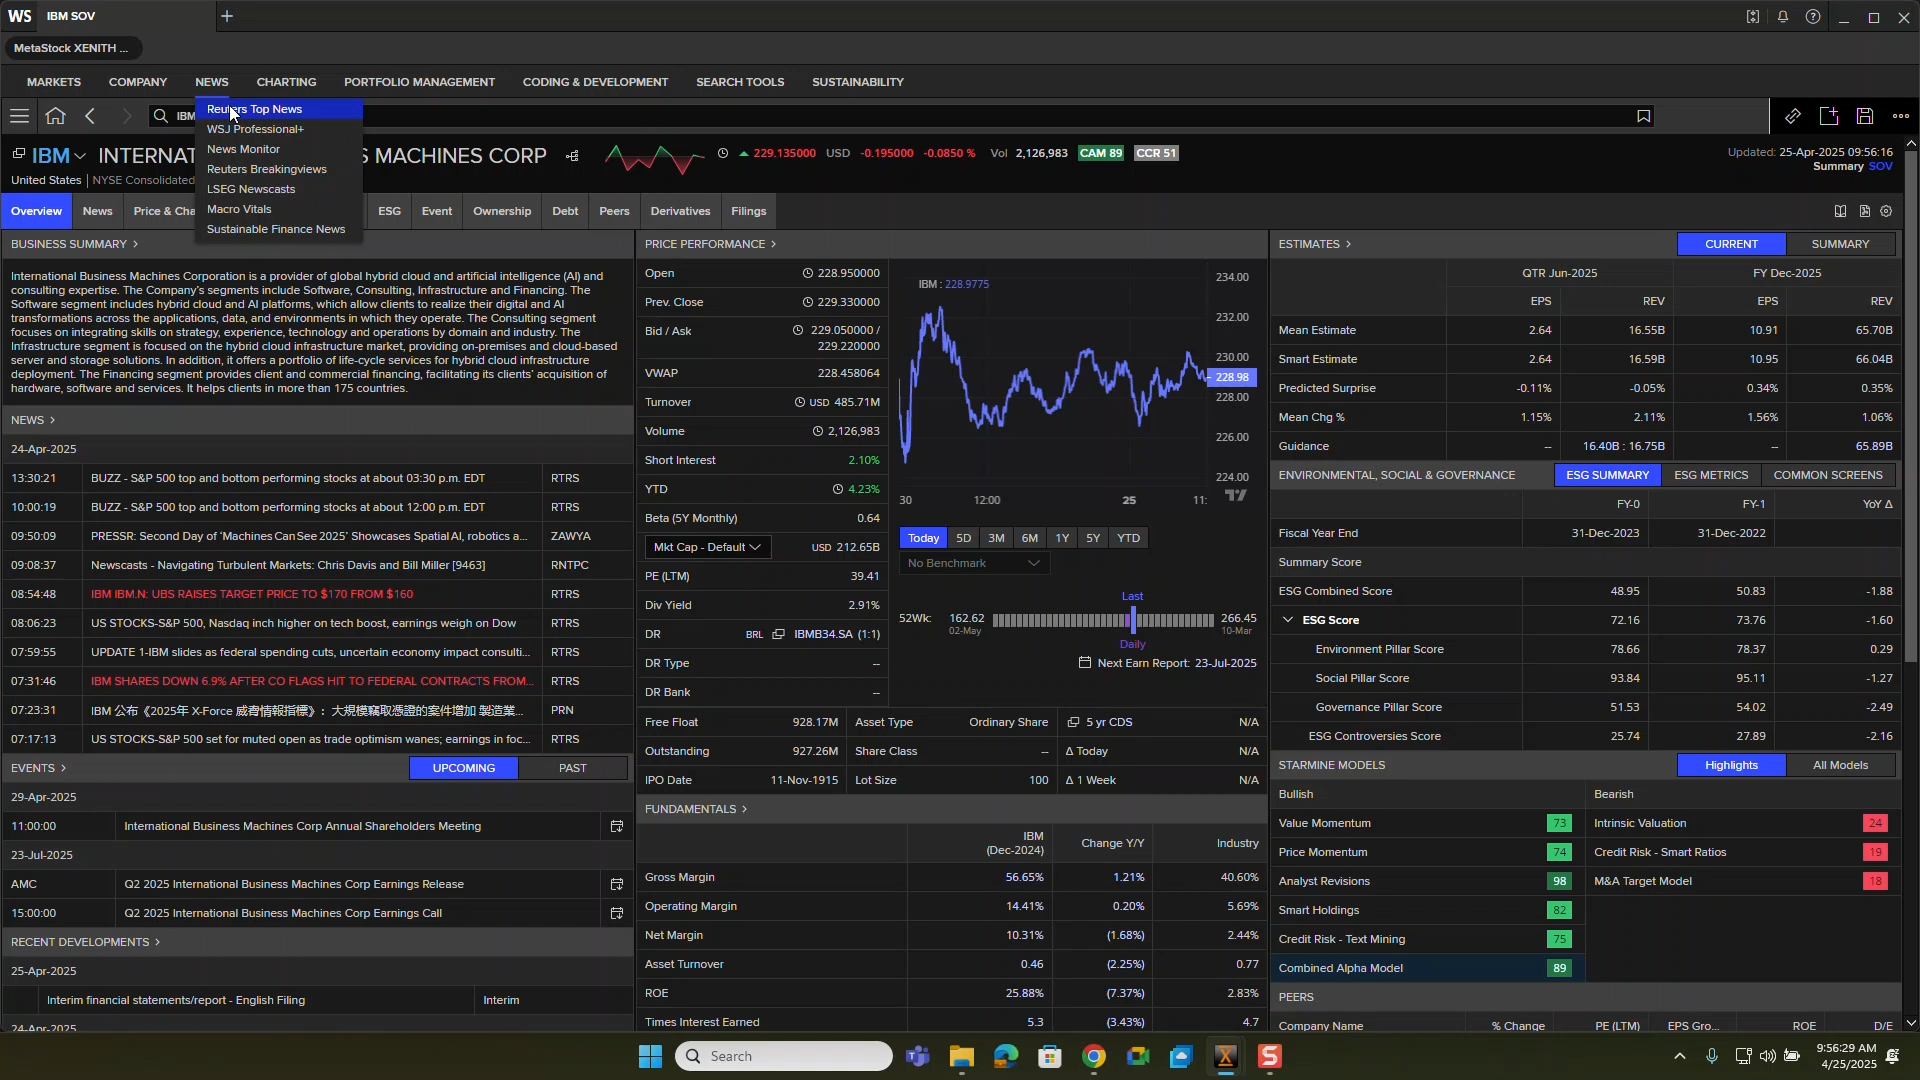 WS IBM SOV
MetaStock XENITH ...
MARKETS COMPANY NEWS CHARTING PORTFOLIO MANAGEMENT CODING & DEVELOPMENT SEARCH TOOLS SUSTAINABILITY
Reuters Top News
WSJ Professional+
News Monitor
Reuters Breakingviews
LSEG Newscasts
Macro Vitals
Sustainable Finance News
IBM
IBM INTERNAT S MACHINES CORP 229.135000 USD -0.195000 -0.0850 % Vol 2,126,983 CAM 89 CCR 51
Updated: 25-Apr-2025 09:56:16
Summary SOV
United States | NYSE Consolidated
Overview News Price & Cha ESG Event Ownership Debt Peers Derivatives Filings
BUSINESS SUMMARY >
International Business Machines Corporation is a provider of global hybrid cloud and artificial intelligence (AI) and
consulting expertise. The Company's segments include Software, Consulting, Infrastructure and Financing. The
Software segment includes hybrid cloud and AI platforms, which allow clients to realize their digital and AI
transformations across the applications, data, and environments in which they operate. The Consulting segment
focuses on integrating skills on strategy, experience, technology and operations by domain and industry. The
Infrastructure segment is focused on the hybrid cloud infrastructure market, providing on-premises and cloud-based
server and storage solutions. In addition, it offers a portfolio of life-cycle services for hybrid cloud infrastructure
deployment. The Financing segment provides client and commercial financing, facilitating its clients' acquisition of
hardware, software and services. It helps clients in more than 175 countries.
NEWS >
24-Apr-2025
13:30:21 BUZZ - S&P 500 top and bottom performing stocks at about 03:30 p.m. EDT RTRS
10:00:19 BUZZ - S&P 500 top and bottom performing stocks at about 12:00 p.m. EDT RTRS
09:50:09 PRESSR: Second Day of 'Machines Can See 2025' Showcases Spatial AI, robotics a... ZAWYA
09:08:37 Newscasts - Navigating Turbulent Markets: Chris Davis and Bill Miller [9463] RNTPC
08:54:48 IBM IBM.N: UBS RAISES TARGET PRICE TO $170 FROM $160 RTRS
08:06:23 US STOCKS-S&P 500, Nasdaq inch higher on tech boost, earnings weigh on Dow RTRS
07:59:55 UPDATE 1-IBM slides as federal spending cuts, uncertain economy impact consulti... RTRS
07:31:46 IBM SHARES DOWN 6.9% AFTER CO FLAGS HIT TO FEDERAL CONTRACTS FROM... RTRS
07:23:31 IBM 公布《2025年 X-Force 威脅情報指標》：大規模竊取憑證的案件增加 製造業... PRN
07:17:13 US STOCKS-S&P 500 set for muted open as trade optimism wanes; earnings in foc... RTRS
EVENTS > UPCOMING PAST
29-Apr-2025
11:00:00 International Business Machines Corp Annual Shareholders Meeting
23-Jul-2025
AMC Q2 2025 International Business Machines Corp Earnings Release
15:00:00 Q2 2025 International Business Machines Corp Earnings Call
RECENT DEVELOPMENTS >
25-Apr-2025
Interim financial statements/report - English Filing Interim
24-Apr-2025
PRICE PERFORMANCE >
Open 228.950000
Prev. Close 229.330000
Bid / Ask 229.050000 /
229.220000
VWAP 228.458064
Turnover USD 485.71M
Volume 2,126,983
Short Interest 2.10%
YTD 4.23%
Beta (5Y Monthly) 0.64
Mkt Cap - Default USD 212.65B
PE (LTM) 39.41
Div Yield 2.91%
DR BRL IBMB34.SA (1:1)
DR Type --
DR Bank --
IBM : 228.9775
234.00
232.00
230.00
228.98
228.00
226.00
224.00
30 12:00 25 11:
Today 5D 3M 6M 1Y 5Y YTD
No Benchmark
Last
52Wk: 162.62 266.45
02-May 10-Mar
Daily
Next Earn Report: 23-Jul-2025
Free Float 928.17M Asset Type Ordinary Share 5 yr CDS N/A
Outstanding 927.26M Share Class -- Δ Today N/A
IPO Date 11-Nov-1915 Lot Size 100 Δ 1 Week N/A
FUNDAMENTALS >
IBM
(Dec-2024) Change Y/Y Industry
Gross Margin 56.65% 1.21% 40.60%
Operating Margin 14.41% 0.20% 5.69%
Net Margin 10.31% (1.68%) 2.44%
Asset Turnover 0.46 (2.25%) 0.77
ROE 25.88% (7.37%) 2.83%
Times Interest Earned 5.3 (3.43%) 4.7
ESTIMATES > CURRENT SUMMARY
QTR Jun-2025 FY Dec-2025
EPS REV EPS REV
Mean Estimate 2.64 16.55B 10.91 65.70B
Smart Estimate 2.64 16.59B 10.95 66.04B
Predicted Surprise -0.11% -0.05% 0.34% 0.35%
Mean Chg % 1.15% 2.11% 1.56% 1.06%
Guidance -- 16.40B : 16.75B -- 65.89B
ENVIRONMENTAL, SOCIAL & GOVERNANCE ESG SUMMARY ESG METRICS COMMON SCREENS
FY-0 FY-1 YoY Δ
Fiscal Year End 31-Dec-2023 31-Dec-2022
Summary Score
ESG Combined Score 48.95 50.83 -1.88
ESG Score 72.16 73.76 -1.60
Environment Pillar Score 78.66 78.37 0.29
Social Pillar Score 93.84 95.11 -1.27
Governance Pillar Score 51.53 54.02 -2.49
ESG Controversies Score 25.74 27.89 -2.16
STARMINE MODELS Highlights All Models
Bullish Bearish
Value Momentum 73 Intrinsic Valuation 24
Price Momentum 74 Credit Risk - Smart Ratios 19
Analyst Revisions 98 M&A Target Model 18
Smart Holdings 82
Credit Risk - Text Mining 75
Combined Alpha Model 89
PEERS
Company Name % Change PE (LTM) EPS Gro... ROE D/E
Search
9:56:29 AM
4/25/2025